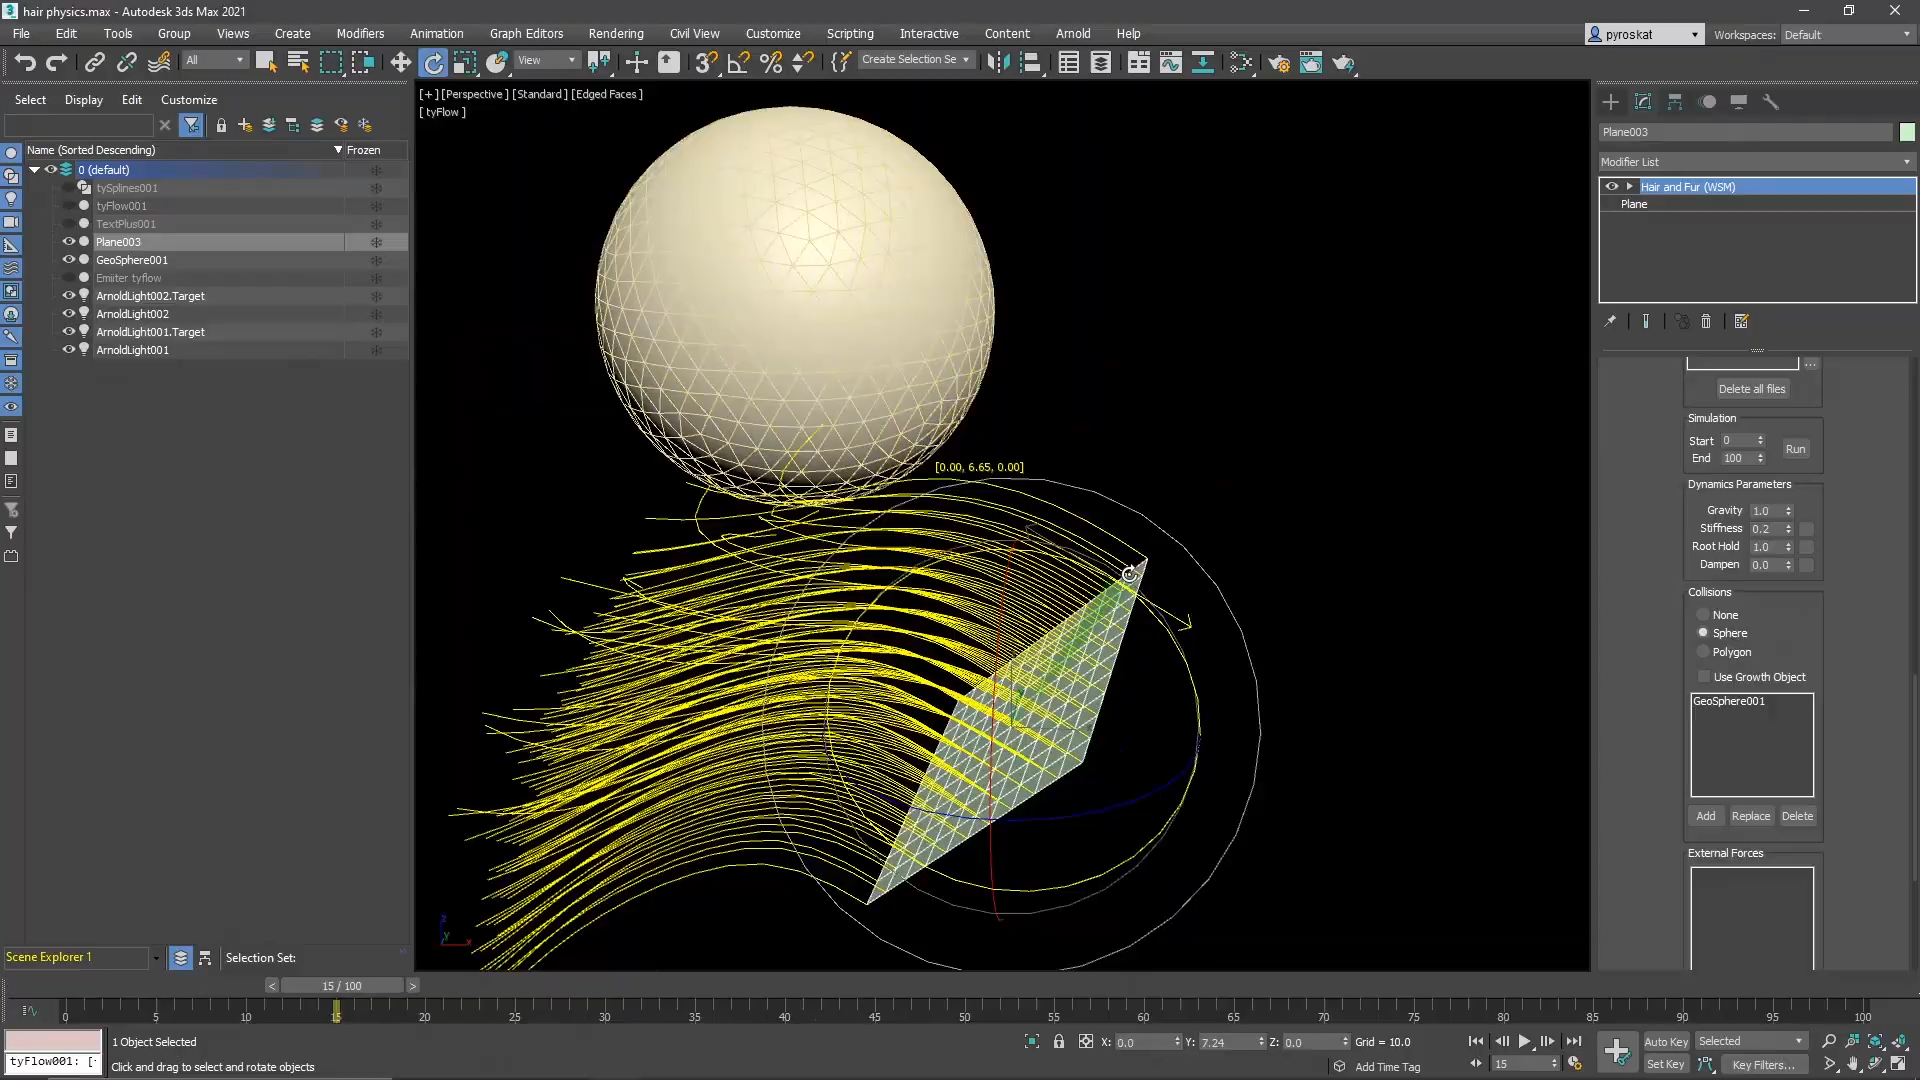 hair physics.max - Autodesk 3ds Max 2021
File Edit Tools Group Views Create Modifiers Animation Graph Editors Rendering Civil View Customize Scripting Interactive Content Arnold Help
pyroskat Workspaces: Default
All View Create Selection Se
Select Display Edit Customize
[+] [Perspective ] [Standard ] [Edged Faces ]
[ tyFlow ]
Name (Sorted Descending) Frozen
0 (default)
tySplines001
tyFlow001
TextPlus001
Plane003
GeoSphere001
Emiiter tyflow
ArnoldLight002.Target
ArnoldLight002
ArnoldLight001.Target
ArnoldLight001
[0.00, 6.65, 0.00]
z
y
x
Plane003
Modifier List
Hair and Fur (WSM)
Plane
...
Delete all files
Simulation
Start 0
End 100
Run
Dynamics Parameters
Gravity 1.0
Stiffness 0.2
Root Hold 1.0
Dampen 0.0
Collisions
None
Sphere
Polygon
Use Growth Object
GeoSphere001
Add Replace Delete
External Forces
Scene Explorer 1 Selection Set:
< 15 / 100 >
0 5 10 15 20 25 30 35 40 45 50 55 60 65 70 75 80 85 90 95 100
1 Object Selected
X: 0.0 Y: 7.24 Z: 0.0 Grid = 10.0
Auto Key Selected
tyFlow001: [
Click and drag to select and rotate objects
Add Time Tag
15
Set Key Key Filters...